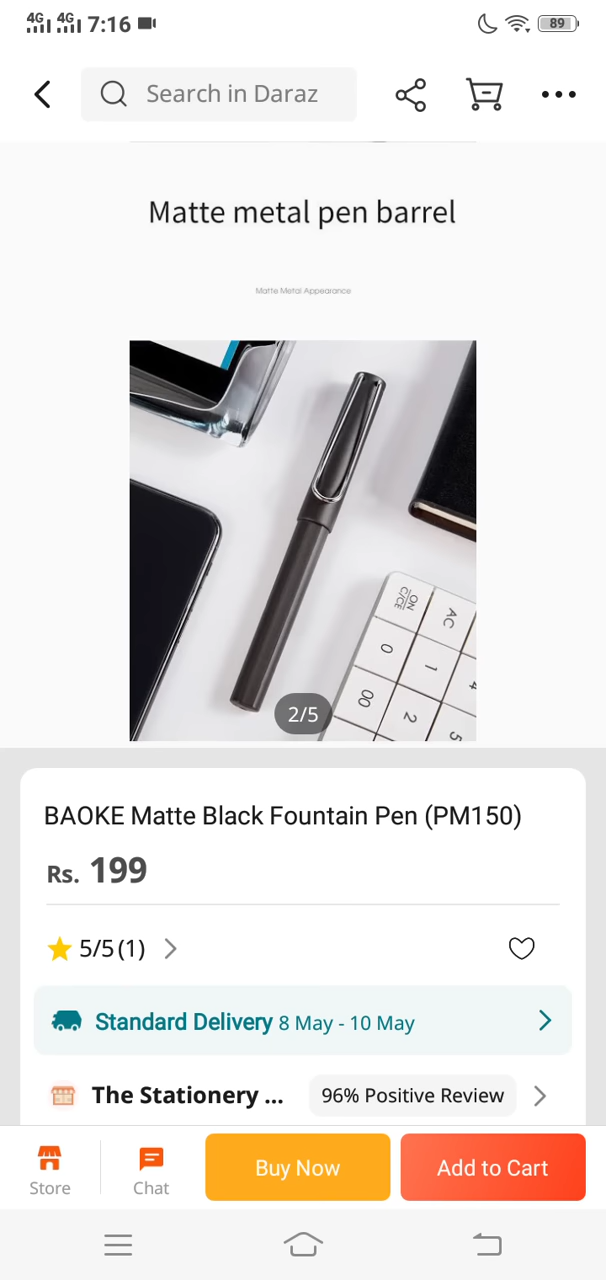 4G 4G 7:16 89
Search in Daraz
Matte metal pen barrel
Matte Metal Appearance
ON
C/CE
AC
0
1
4
00
2
5
2/5
BAOKE Matte Black Fountain Pen (PM150)
Rs. 199
5/5 (1)
Standard Delivery 8 May - 10 May
The Stationery ... 96% Positive Review
Store
Chat
Buy Now
Add to Cart